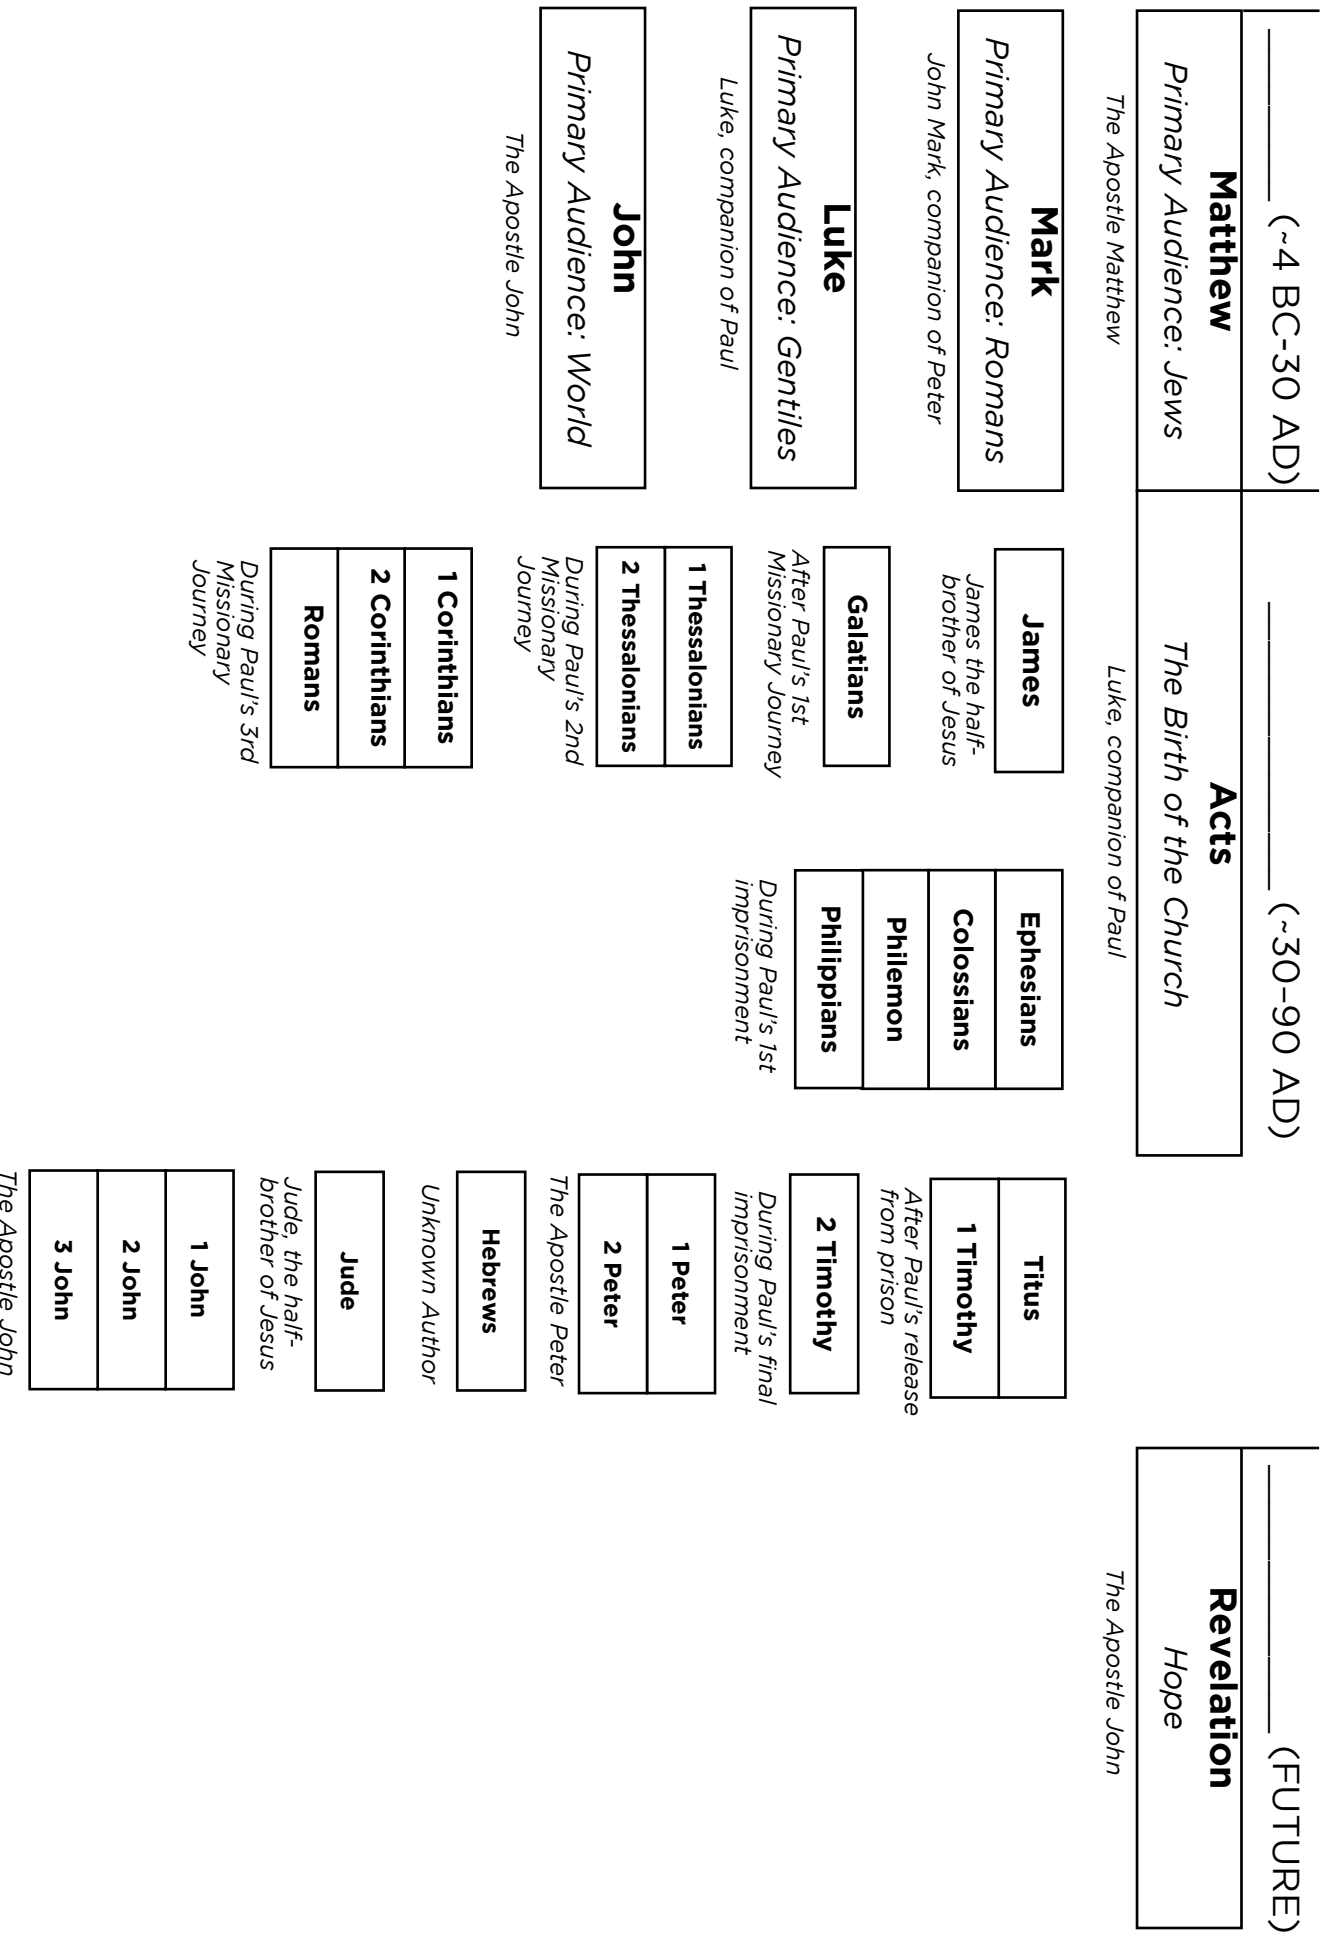 ____________ (~4 BC-30 AD)
____________________ (~30-90 AD)
__________________ (FUTURE)
Matthew
Primary Audience: Jews
The Apostle Matthew
Mark
Primary Audience: Romans
John Mark, companion of Peter
Luke
Primary Audience: Gentiles
Luke, companion of Paul
John
Primary Audience: World
The Apostle John
Acts
The Birth of the Church
Luke, companion of Paul
James
James the half-
brother of Jesus
Galatians
After Paul's 1st
Missionary Journey
1 Thessalonians
2 Thessalonians
During Paul's 2nd
Missionary
Journey
1 Corinthians
2 Corinthians
Romans
During Paul's 3rd
Missionary
Journey
Ephesians
Colossians
Philemon
Philippians
During Paul's 1st
imprisonment
Titus
1 Timothy
After Paul's release
from prison
2 Timothy
During Paul's final
imprisonment
1 Peter
2 Peter
The Apostle Peter
Hebrews
Unknown Author
Jude
Jude, the half-
brother of Jesus
1 John
2 John
3 John
The Apostle John
Revelation
Hope
The Apostle John